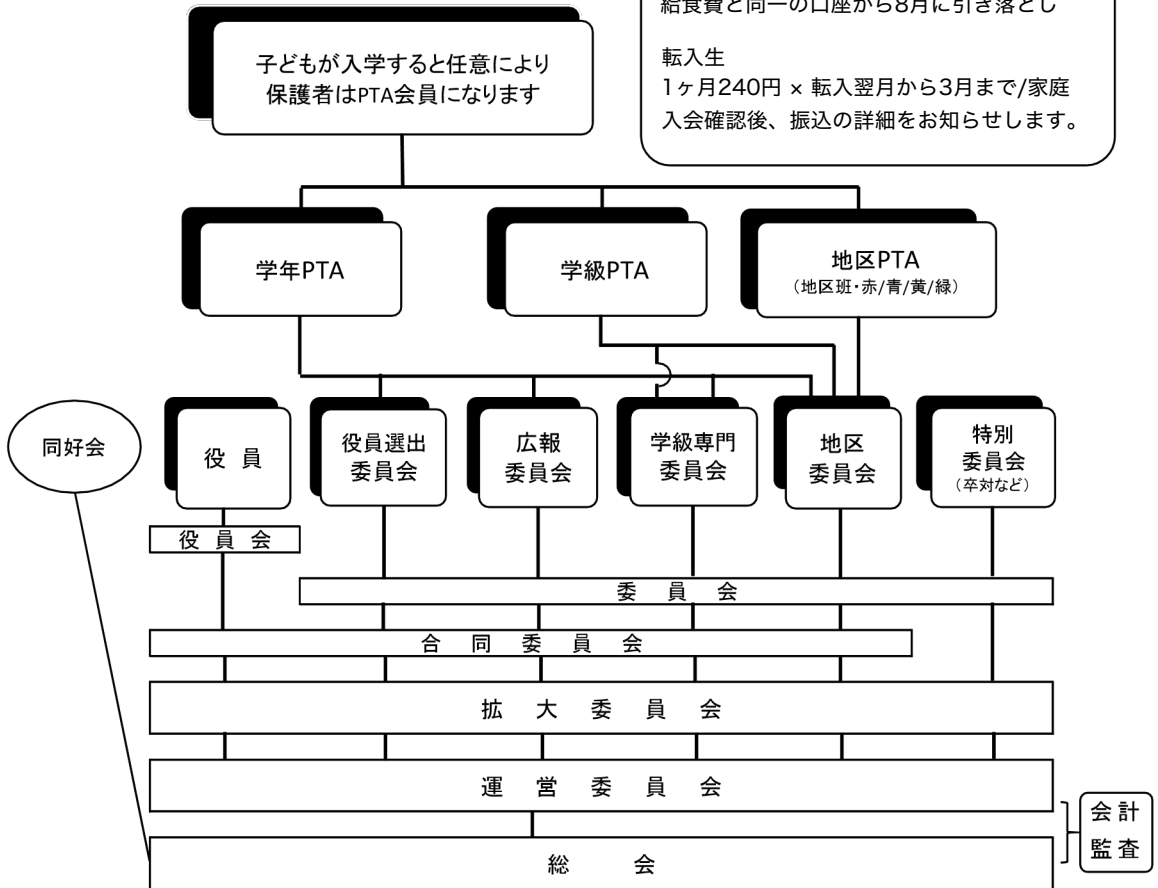 給食費と同一の口座から8月に引き落とし
転入生
1ヶ月240円 × 転入翌月から3月まで/家庭
入会確認後、振込の詳細をお知らせします。
子どもが入学すると任意により
保護者はPTA会員になります
学年PTA
学級PTA
地区PTA
（地区班・赤/青/黄/緑）
同好会
役 員
役員選出
委員会
広報
委員会
学級専門
委員会
地区
委員会
特別
委員会
（卒対など）
役 員 会
委 員 会
合 同 委 員 会
拡 大 委 員 会
運 営 委 員 会
会計
監査
総 会